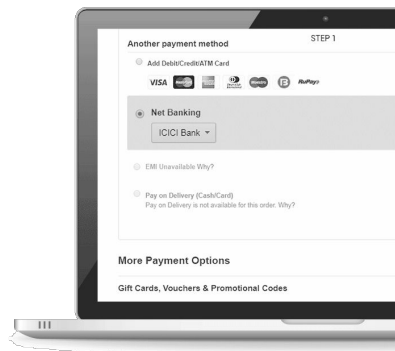 STEP 1
Another payment method
Add Debit/Credit/ATM Card
VISA RuPay
Net Banking
ICICI Bank
EMI Unavailable Why?
Pay on Delivery (Cash/Card)
Pay on Delivery is not available for this order. Why?
More Payment Options
Gift Cards, Vouchers & Promotional Codes